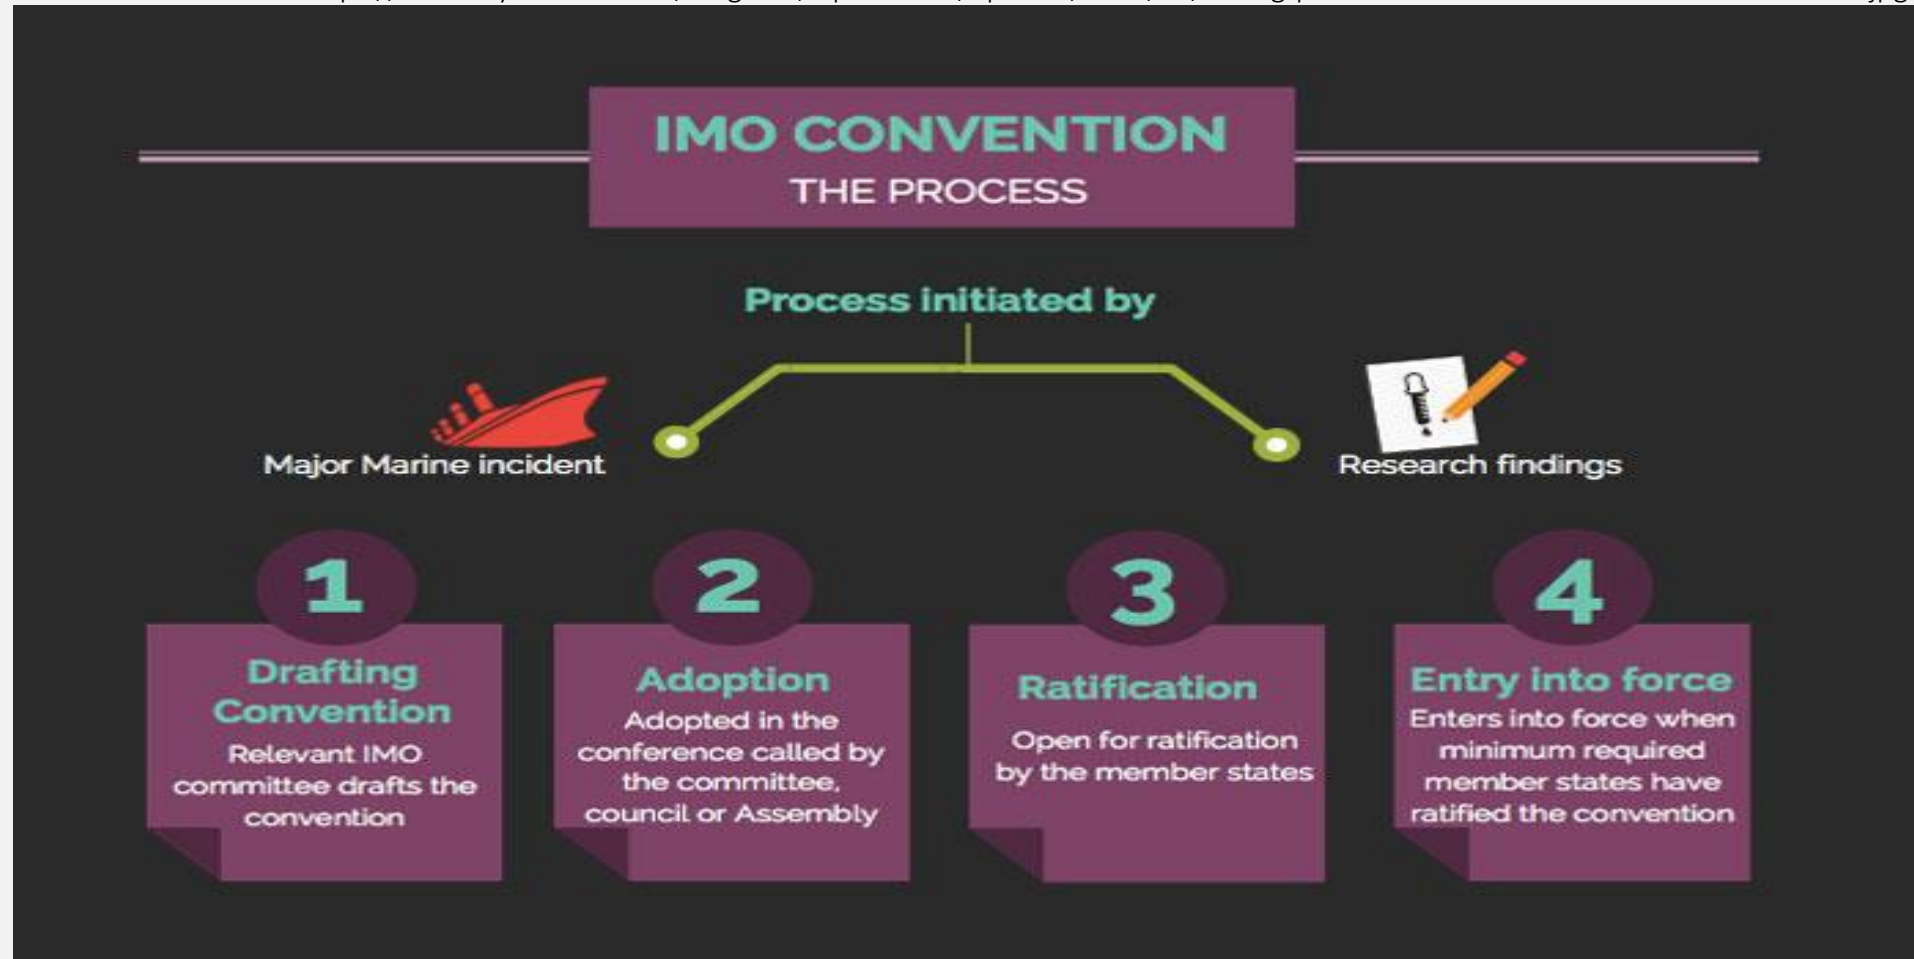 IMO CONVENTION
THE PROCESS
Process initiated by
Major Marine incident
Research findings
1
Drafting
Convention
Relevant IMO
committee drafts the
convention
2
Adoption
Adopted in the
conference called by
the committee,
council or Assembly
3
Ratification
Open for ratification
by the member states
4
Entry into force
Enters into force when
minimum required
member states have
ratified the convention